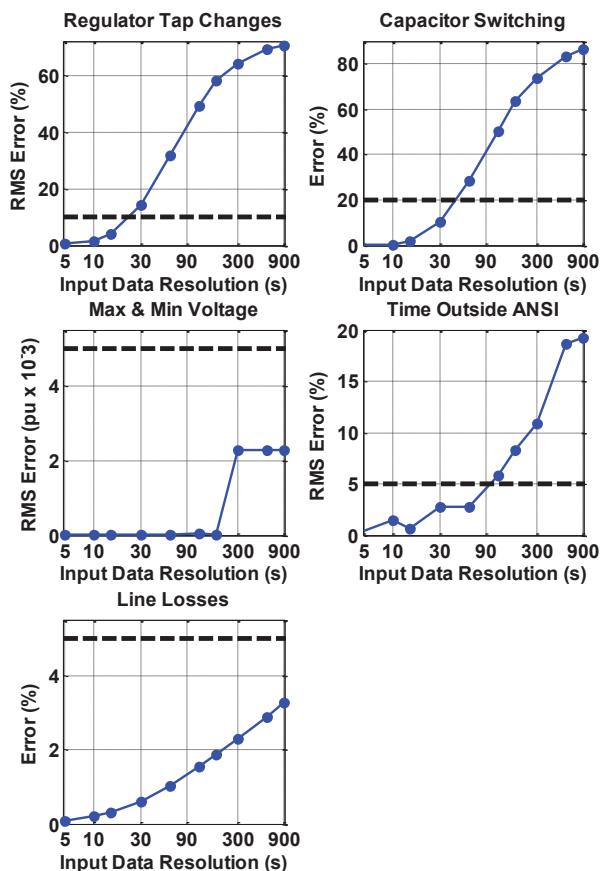 Regulator Tap Changes
RMS Error (%)
60
40
20
0
5 10 30 90 300 900
Input Data Resolution (s)
Capacitor Switching
Error (%)
80
60
40
20
0
5 10 30 90 300 900
Input Data Resolution (s)
Max & Min Voltage
RMS Error (pu x 10-3)
4
2
0
5 10 30 90 300 900
Input Data Resolution (s)
Time Outside ANSI
RMS Error (%)
20
15
10
5
0
5 10 30 90 300 900
Input Data Resolution (s)
Line Losses
Error (%)
4
2
0
5 10 30 90 300 900
Input Data Resolution (s)